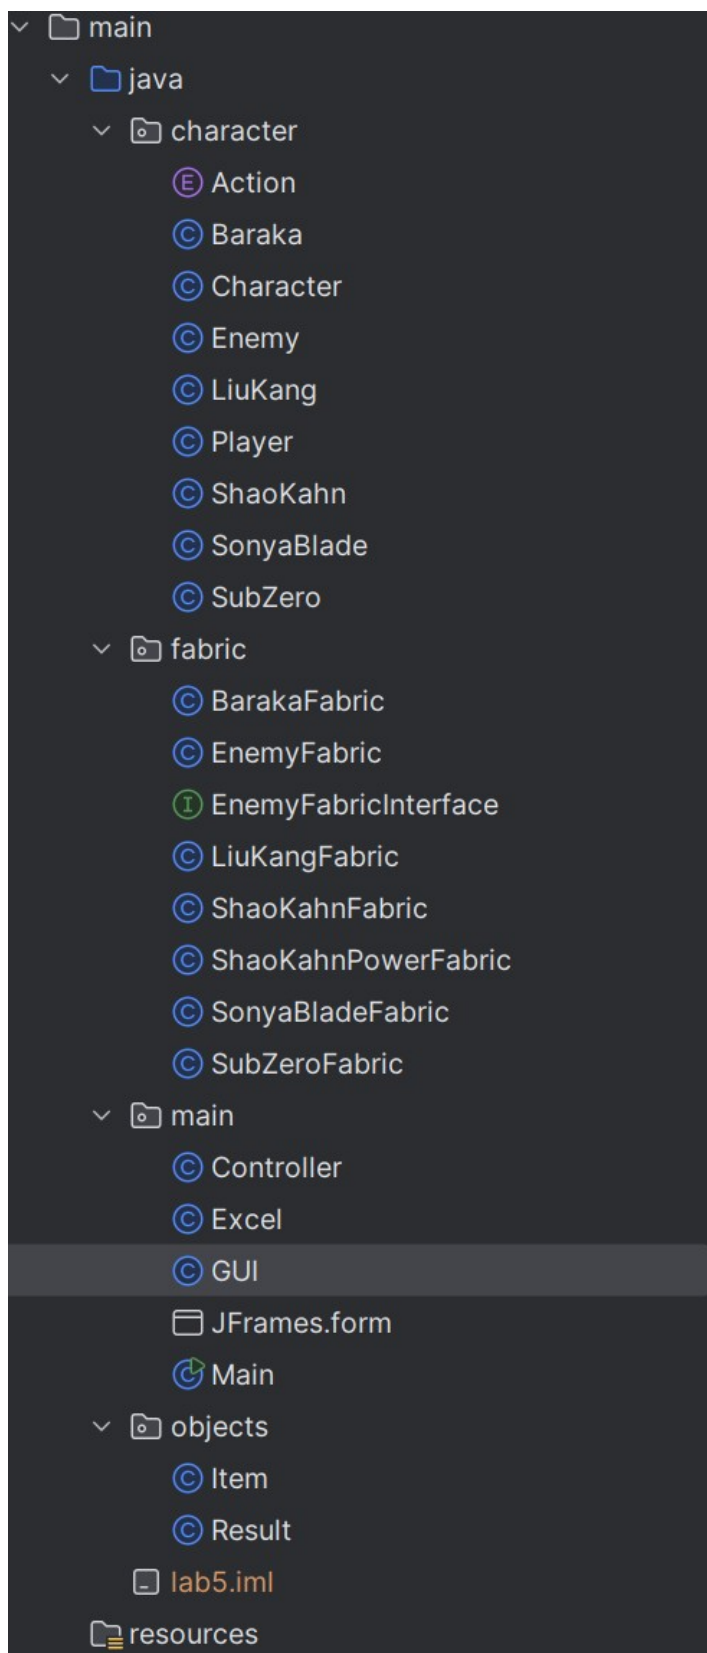 main
java
character
E Action
C Baraka
C Character
C Enemy
C LiuKang
C Player
C ShaoKahn
C SonyaBlade
C SubZero
fabric
C BarakaFabric
C EnemyFabric
I EnemyFabricInterface
C LiuKangFabric
C ShaoKahnFabric
C ShaoKahnPowerFabric
C SonyaBladeFabric
C SubZeroFabric
main
C Controller
C Excel
C GUI
JFrames.form
C Main
objects
C Item
C Result
lab5.iml
resources